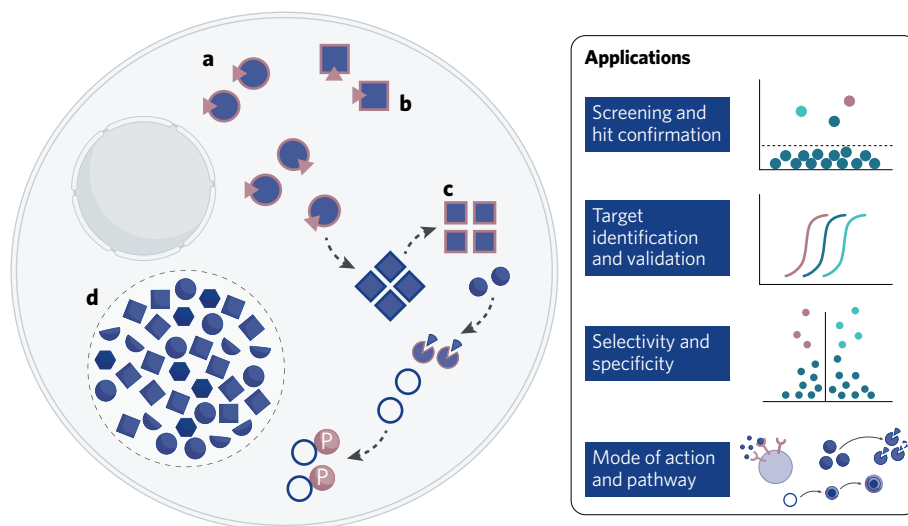 a
b
c
d
P
P
Applications
Screening and
hit confirmation
Target
identification
and validation
Selectivity and
specificity
Mode of action
and pathway